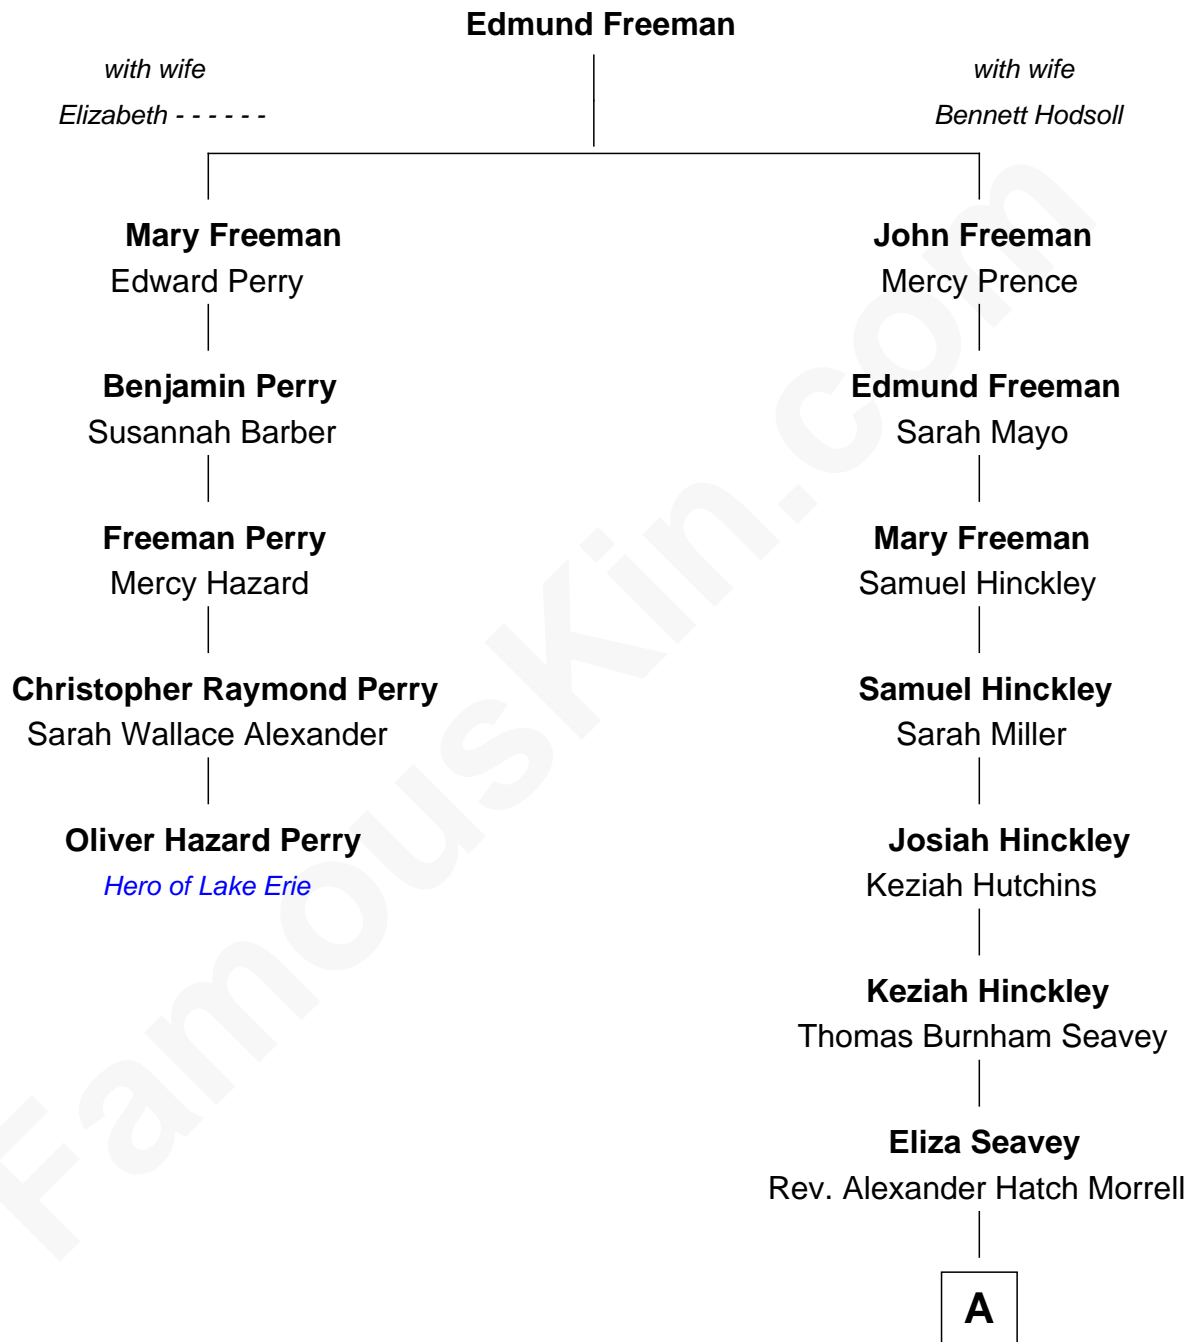 Edmund Freeman
with wife
Elizabeth - - - - - -
with wife
Bennett Hodsoll
Mary Freeman
Edward Perry
John Freeman
Mercy Prence
Benjamin Perry
Susannah Barber
Edmund Freeman
Sarah Mayo
Freeman Perry
Mercy Hazard
Mary Freeman
Samuel Hinckley
Christopher Raymond Perry
Sarah Wallace Alexander
Samuel Hinckley
Sarah Miller
Oliver Hazard Perry
Hero of Lake Erie
Josiah Hinckley
Keziah Hutchins
Keziah Hinckley
Thomas Burnham Seavey
Eliza Seavey
Rev. Alexander Hatch Morrell
A
FamousKin.com